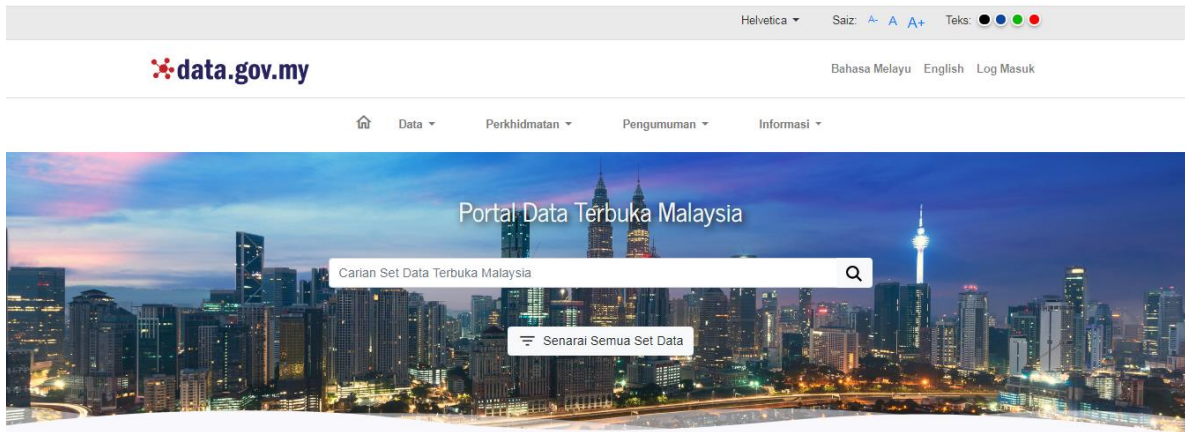 Helvetica Saiz: A- A A+ Teks:
data.gov.my
Bahasa Melayu English Log Masuk
Data Perkhidmatan Pengumuman Informasi
Portal Data Terbuka Malaysia
Carian Set Data Terbuka Malaysia
Senarai Semua Set Data